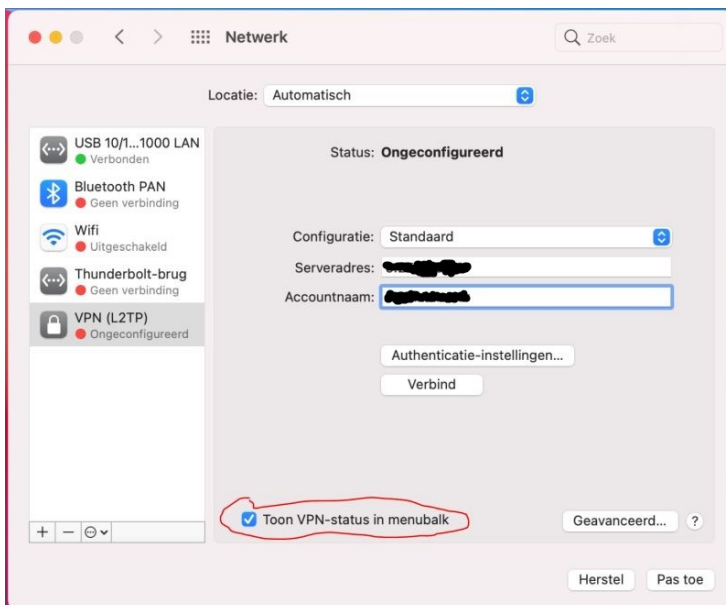 Netwerk
Zoek
Locatie: Automatisch
USB 10/1...1000 LAN
Verbonden
Bluetooth PAN
Geen verbinding
Wifi
Uitgeschakeld
Thunderbolt-brug
Geen verbinding
VPN (L2TP)
Ongeconfigureerd
Status: Ongeconfigureerd
Configuratie: Standaard
Serveradres:
Accountnaam:
Authenticatie-instellingen...
Verbind
Toon VPN-status in menubalk
Geavanceerd... ?
Herstel Pas toe